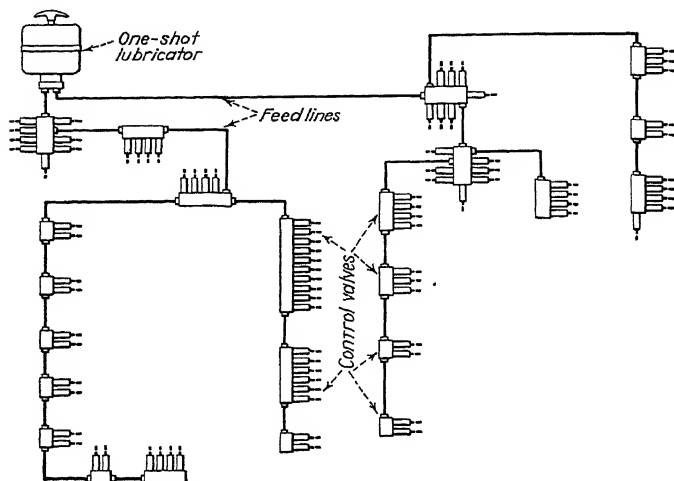 One-shot
lubricator
Feed lines
Control valves